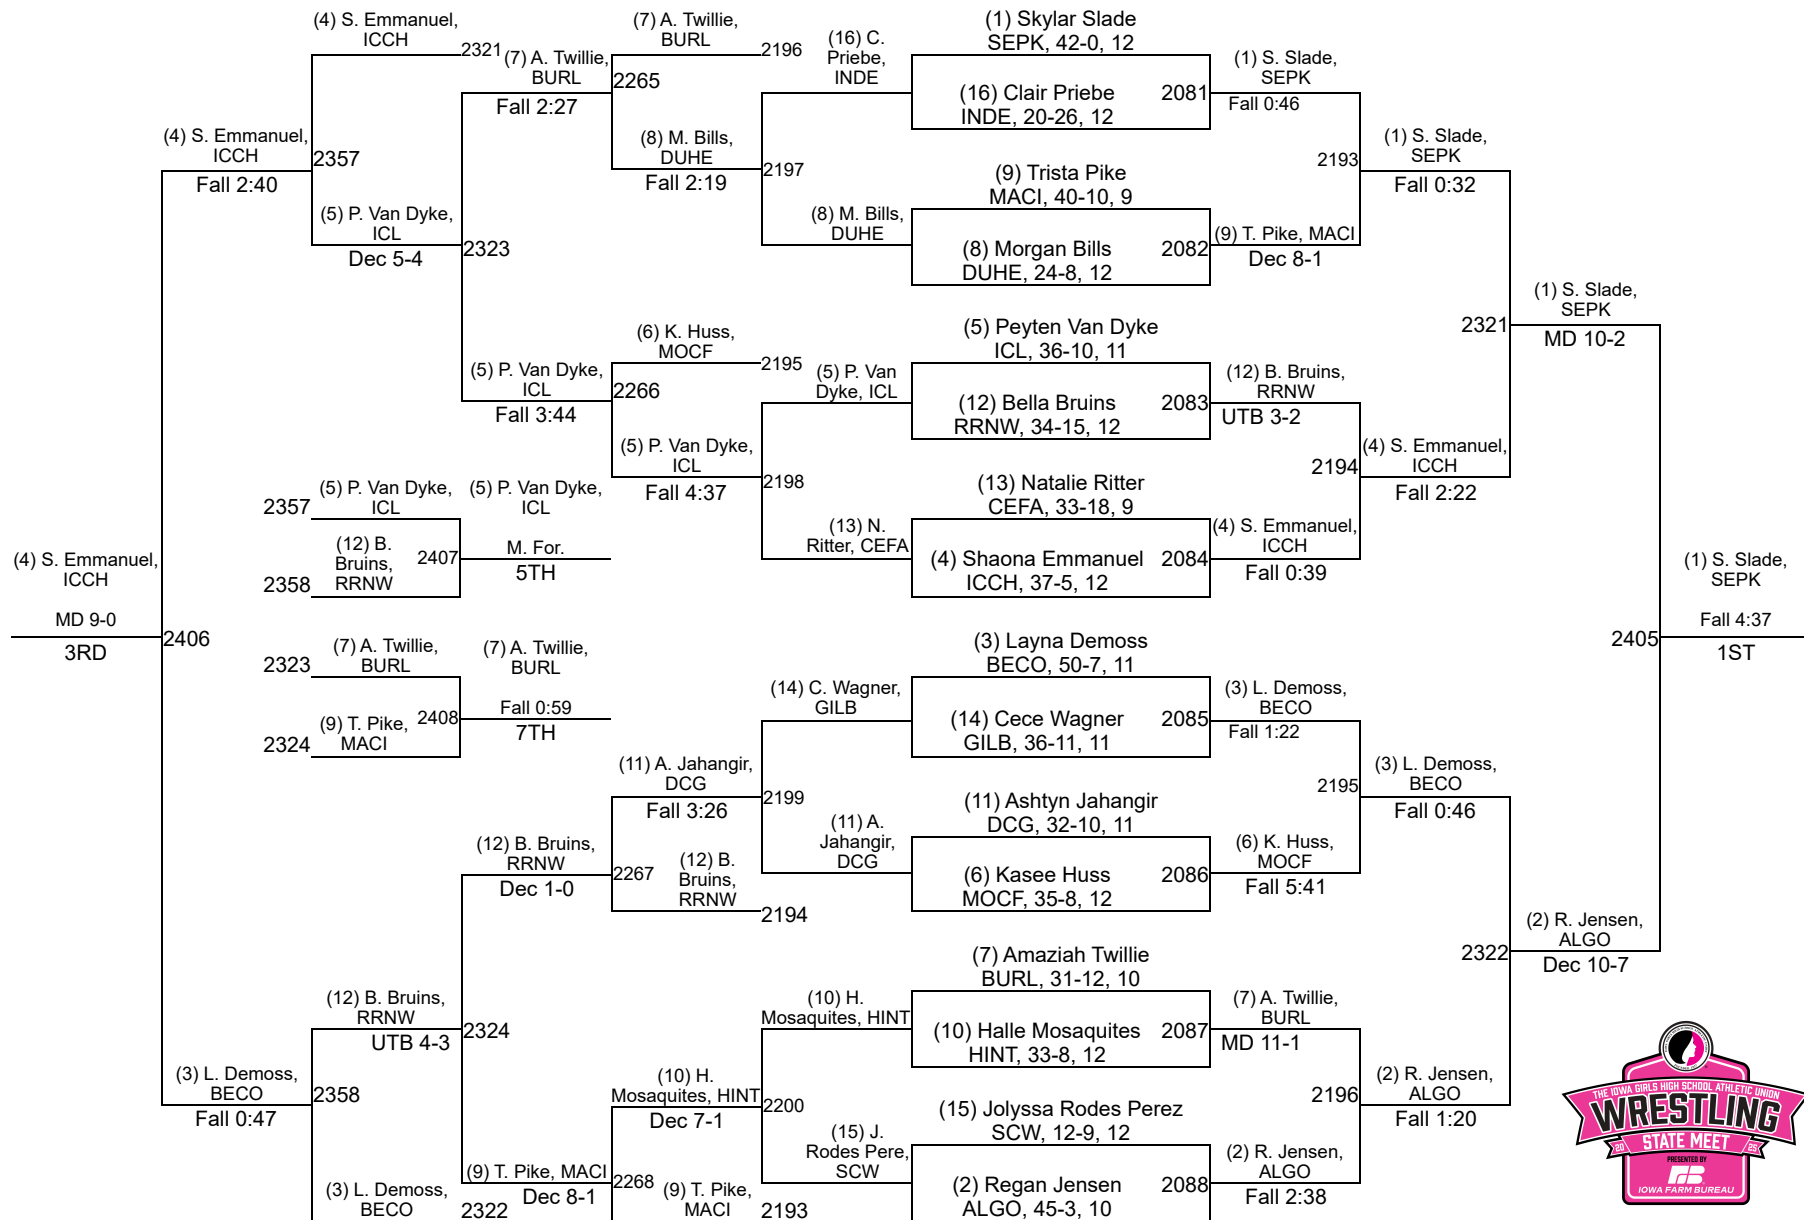 (4) S. Emmanuel,
ICCH
2321
(7) A. Twillie,
BURL
Fall 2:27
(7) A. Twillie,
BURL
2196
2265
(8) M. Bills,
DUHE
Fall 2:19
2197
(16) C.
Priebe,
INDE
(8) M. Bills,
DUHE
(1) Skylar Slade
SEPK, 42-0, 12
(16) Clair Priebe
INDE, 20-26, 12
2081
(1) S. Slade,
SEPK
Fall 0:46
(9) Trista Pike
MACI, 40-10, 9
(8) Morgan Bills
DUHE, 24-8, 12
2082
(9) T. Pike, MACI
Dec 8-1
2193
(1) S. Slade,
SEPK
Fall 0:32
(4) S. Emmanuel,
ICCH
Fall 2:40
2357
(5) P. Van Dyke,
ICL
Dec 5-4
2323
(5) P. Van Dyke,
ICL
Fall 3:44
(6) K. Huss,
MOCF
2195
2266
(5) P. Van Dyke,
ICL
Fall 4:37
2198
(5) P. Van
Dyke, ICL
(13) N.
Ritter, CEFA
(5) Peyten Van Dyke
ICL, 36-10, 11
(12) Bella Bruins
RRNW, 34-15, 12
2083
(12) B. Bruins,
RRNW
UTB 3-2
(13) Natalie Ritter
CEFA, 33-18, 9
(4) Shaona Emmanuel
ICCH, 37-5, 12
2084
(4) S. Emmanuel,
ICCH
Fall 0:39
2194
(4) S. Emmanuel,
ICCH
Fall 2:22
2321
(1) S. Slade,
SEPK
MD 10-2
2357
(5) P. Van Dyke,
ICL
2358
(12) B.
Bruins,
RRNW
2407
(5) P. Van Dyke,
ICL
M. For.
5TH
(4) S. Emmanuel,
ICCH
MD 9-0
3RD
2406
2323
(7) A. Twillie,
BURL
2324
(9) T. Pike,
MACI
2408
(7) A. Twillie,
BURL
Fall 0:59
7TH
2405
(1) S. Slade,
SEPK
Fall 4:37
1ST
(11) A. Jahangir,
DCG
Fall 3:26
2199
(14) C. Wagner,
GILB
(11) A.
Jahangir,
DCG
(3) Layna Demoss
BECO, 50-7, 11
(14) Cece Wagner
GILB, 36-11, 11
2085
(3) L. Demoss,
BECO
Fall 1:22
(11) Ashtyn Jahangir
DCG, 32-10, 11
(6) Kasee Huss
MOCF, 35-8, 12
2086
(6) K. Huss,
MOCF
Fall 5:41
2195
(3) L. Demoss,
BECO
Fall 0:46
(12) B. Bruins,
RRNW
Dec 1-0
2267
(12) B.
Bruins,
RRNW
2194
2322
(2) R. Jensen,
ALGO
Dec 10-7
(12) B. Bruins,
RRNW
UTB 4-3
2324
(3) L. Demoss,
BECO
Fall 0:47
2358
(3) L. Demoss,
BECO
2322
(9) T. Pike, MACI
Dec 8-1
(10) H.
Mosaquites, HINT
Dec 7-1
2268
(9) T. Pike,
MACI
2193
2200
(10) H.
Mosaquites, HINT
(15) J.
Rodes Pere,
SCW
(7) Amaziah Twillie
BURL, 31-12, 10
(10) Halle Mosaquites
HINT, 33-8, 12
2087
(7) A. Twillie,
BURL
MD 11-1
(15) Jolyssa Rodes Perez
SCW, 12-9, 12
(2) Regan Jensen
ALGO, 45-3, 10
2088
(2) R. Jensen,
ALGO
Fall 2:38
2196
(2) R. Jensen,
ALGO
Fall 1:20
THE IOWA GIRLS HIGH SCHOOL ATHLETIC UNION
WRESTLING
20 STATE MEET 25
PRESENTED BY
FB
IOWA FARM BUREAU